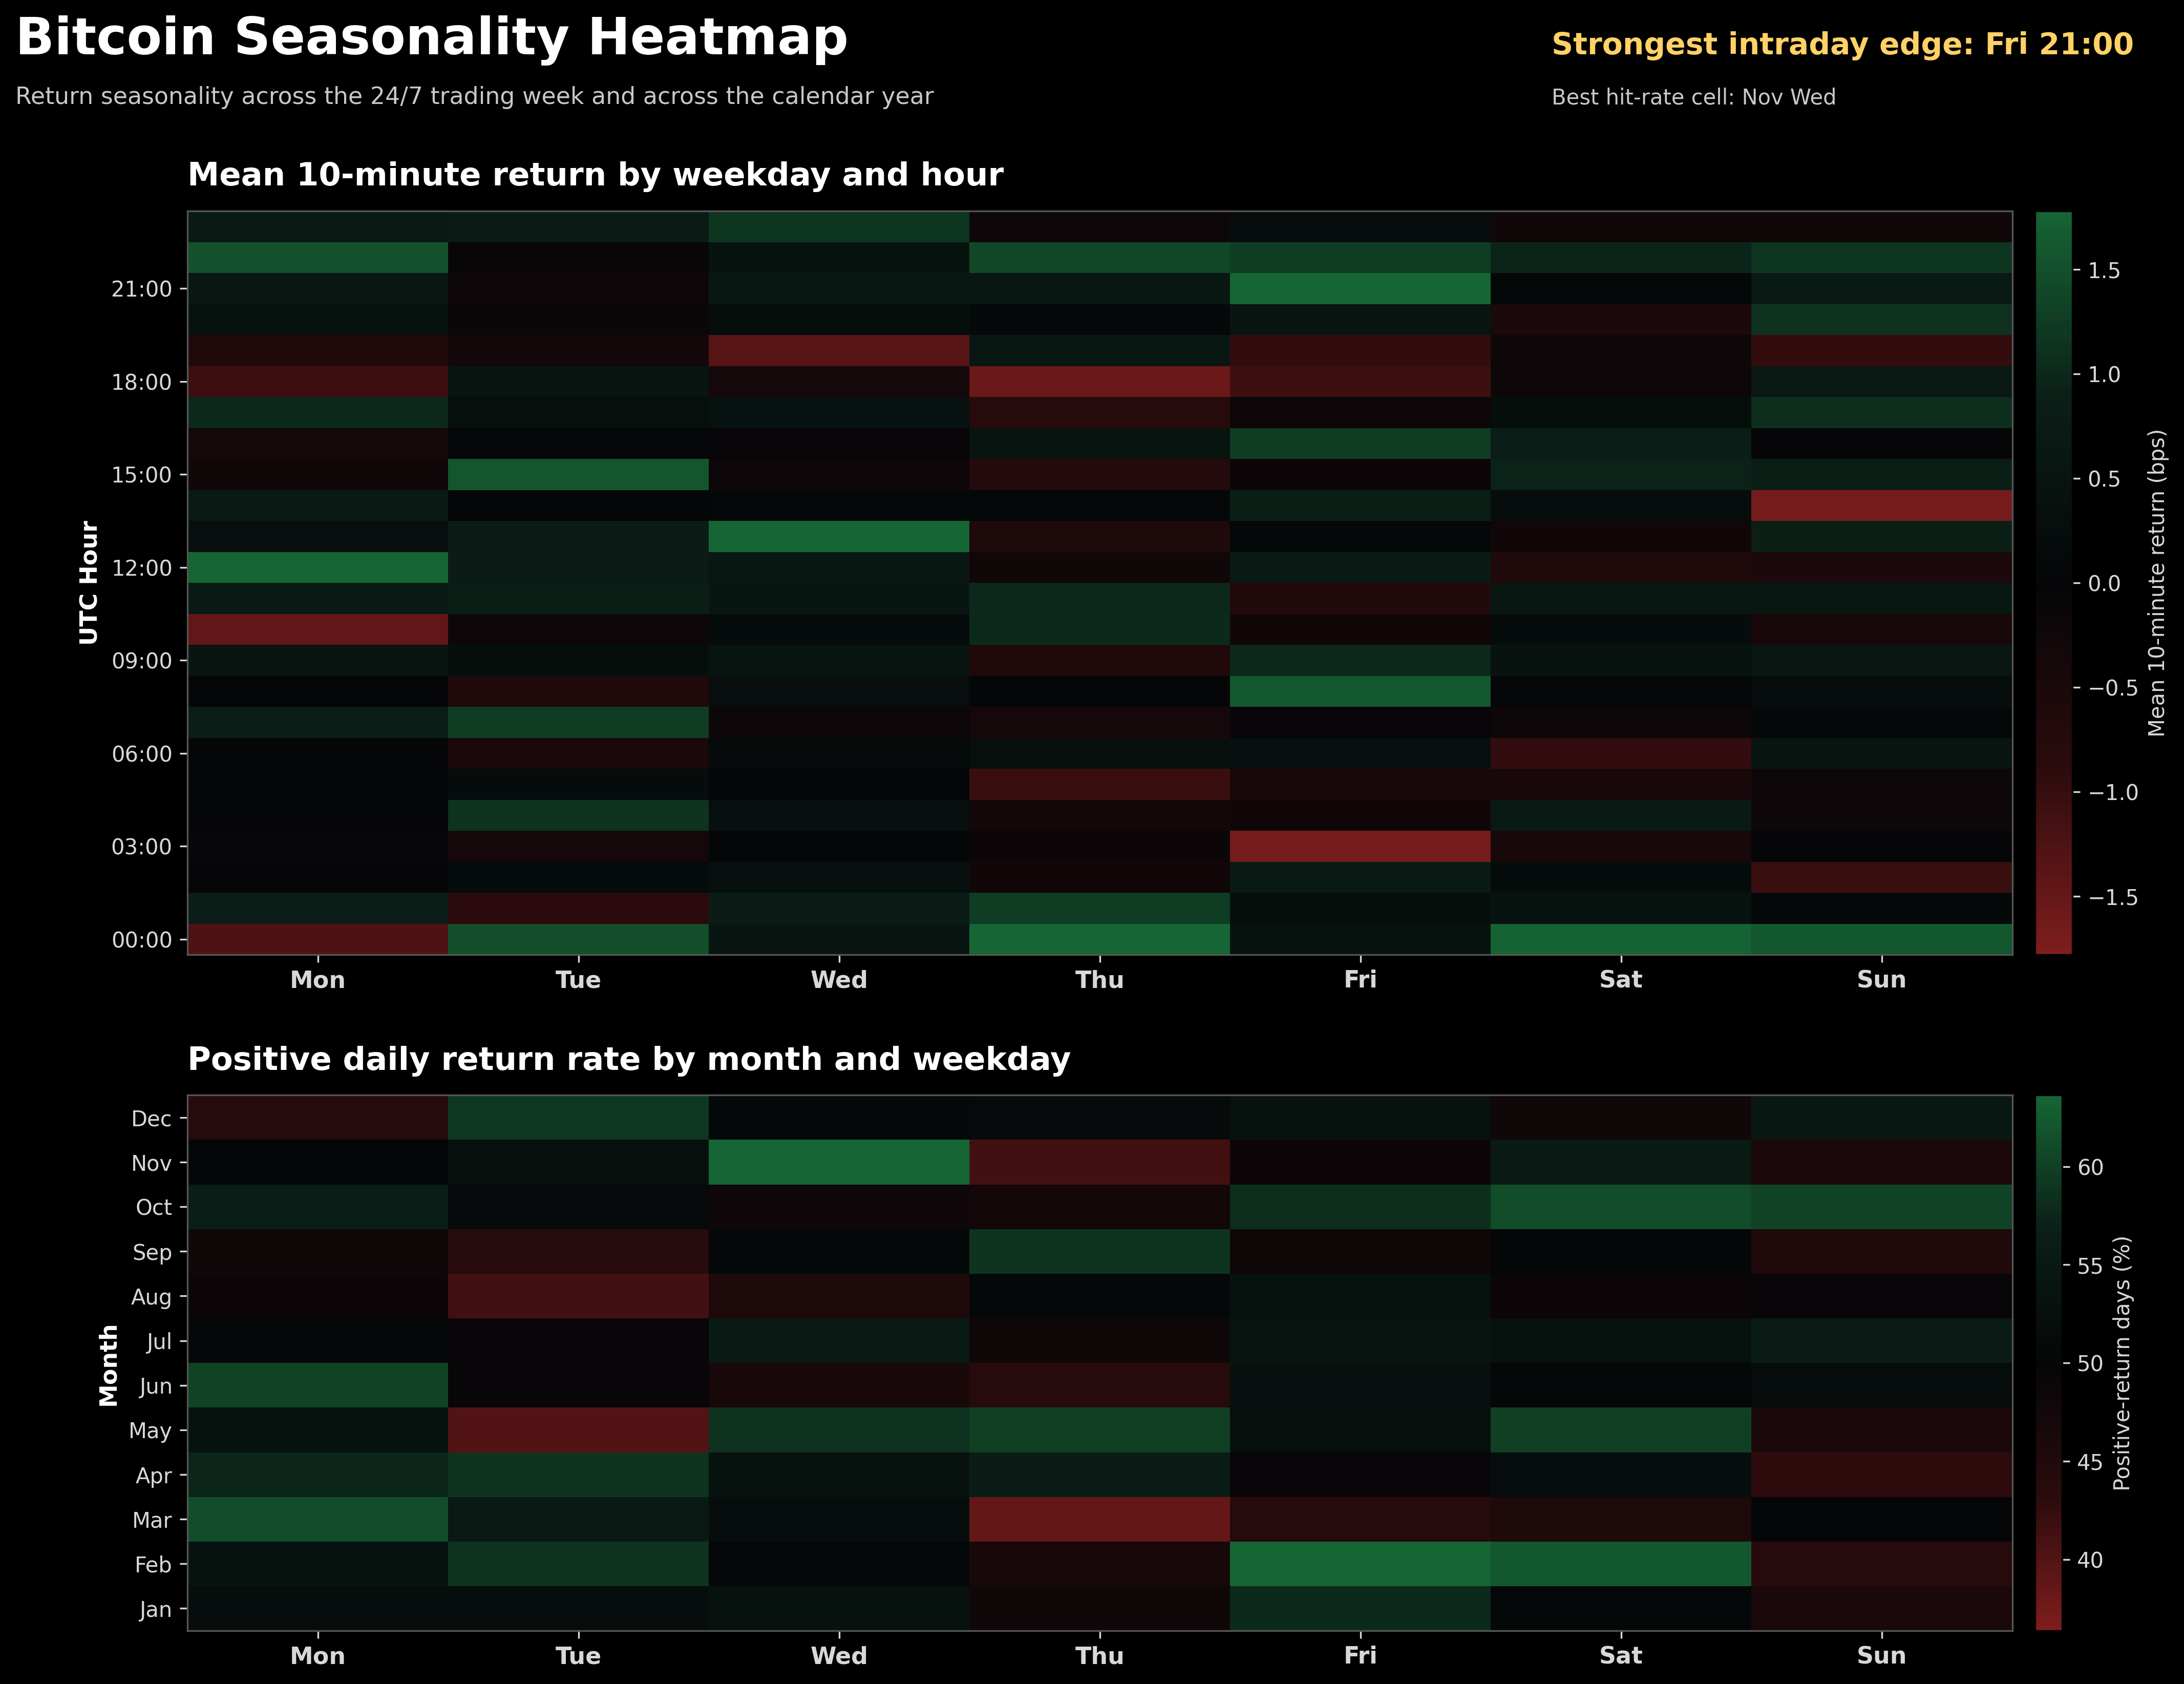 Bitcoin Seasonality Heatmap
Strongest intraday edge: Fri 21:00
Return seasonality across the 24/7 trading week and across the calendar year
Best hit-rate cell: Nov Wed
Mean 10-minute return by weekday and hour
UTC Hour
21:00
18:00
15:00
12:00
09:00
06:00
03:00
00:00
Mon Tue Wed Thu Fri Sat Sun
1.5
1.0
0.5
0.0
−0.5
−1.0
−1.5
Mean 10-minute return (bps)
Positive daily return rate by month and weekday
Month
Dec
Nov
Oct
Sep
Aug
Jul
Jun
May
Apr
Mar
Feb
Jan
Mon Tue Wed Thu Fri Sat Sun
60
55
50
45
40
Positive-return days (%)